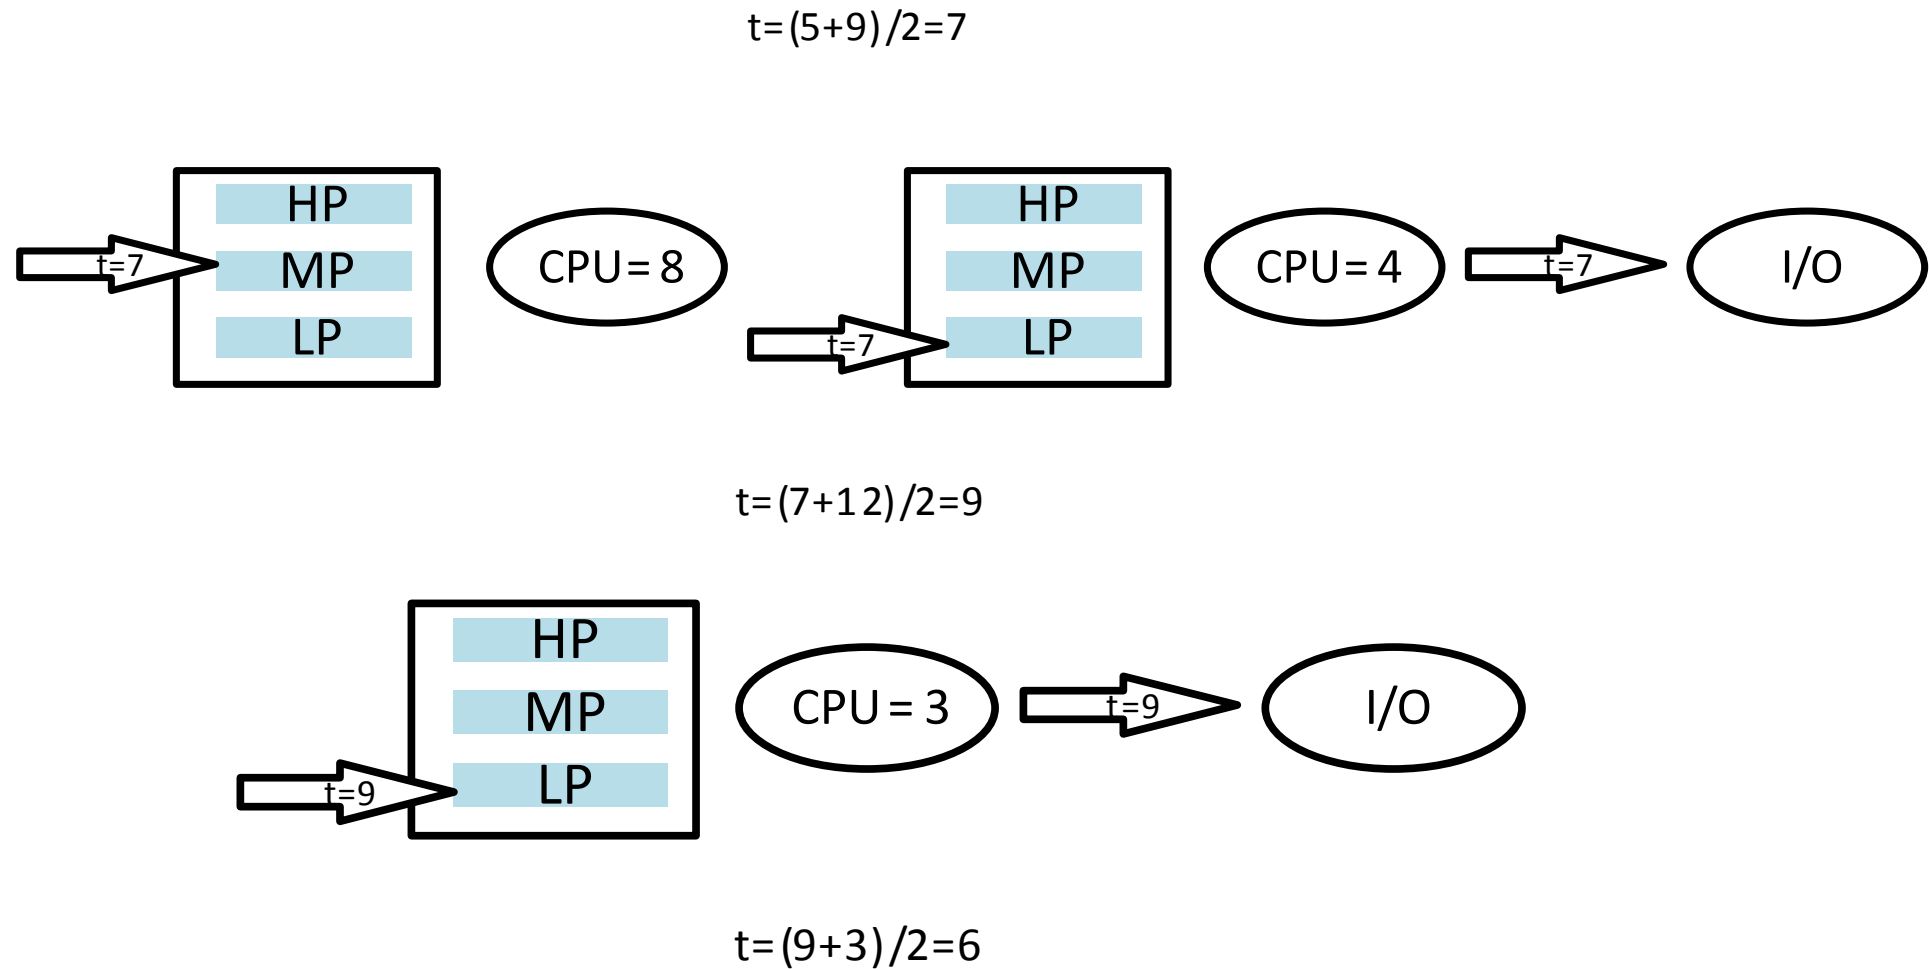 t=(5+9)/2=7
HP
MP
LP
t=7
CPU=8
HP
MP
LP
t=7
CPU=4
t=7
I/O
t=(7+12)/2=9
HP
MP
LP
t=9
CPU=3
t=9
I/O
t=(9+3)/2=6